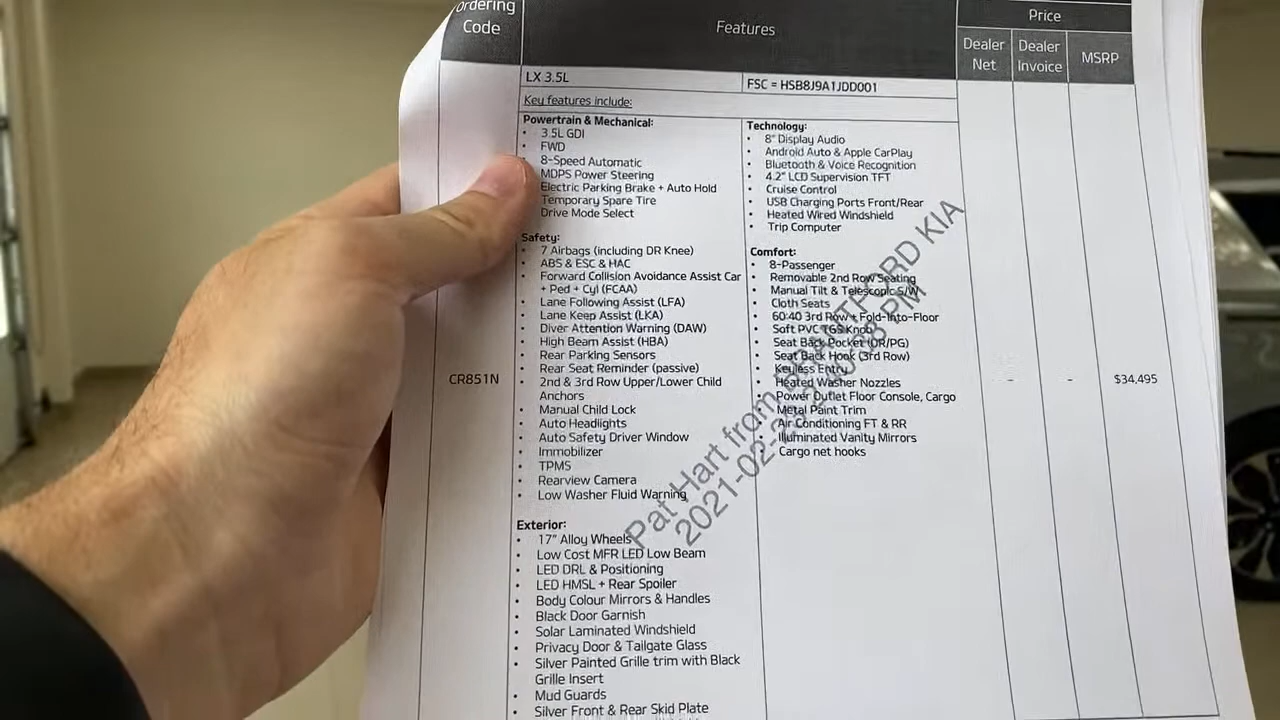 Ordering
Code
Features
Price
Dealer
Net
Dealer
Invoice
MSRP
LX 3.5L
FSC = HSB8J9A1JDD001
Key features include:
Powertrain & Mechanical:
• 3.5L GDI
• FWD
• 8-Speed Automatic
MDPS Power Steering
Electric Parking Brake + Auto Hold
Temporary Spare Tire
Drive Mode Select
Safety:
• 7 Airbags (including DR Knee)
• ABS & ESC & HAC
• Forward Collision Avoidance Assist Car
+ Ped + Cyl (FCAA)
• Lane Following Assist (LFA)
• Lane Keep Assist (LKA)
• Diver Attention Warning (DAW)
• High Beam Assist (HBA)
• Rear Parking Sensors
• Rear Seat Reminder (passive)
• 2nd & 3rd Row Upper/Lower Child
Anchors
• Manual Child Lock
• Auto Headlights
• Auto Safety Driver Window
• Immobilizer
• TPMS
• Rearview Camera
• Low Washer Fluid Warning
Exterior:
• 17" Alloy Wheels
• Low Cost MFR LED Low Beam
• LED DRL & Positioning
• LED HMSL + Rear Spoiler
• Body Colour Mirrors & Handles
• Black Door Garnish
• Solar Laminated Windshield
• Privacy Door & Tailgate Glass
• Silver Painted Grille trim with Black
Grille Insert
• Mud Guards
• Silver Front & Rear Skid Plate
Technology:
• 8" Display Audio
• Android Auto & Apple CarPlay
• Bluetooth & Voice Recognition
• 4.2" LCD Supervision TFT
• Cruise Control
• USB Charging Ports Front/Rear
• Heated Wired Windshield
• Trip Computer
Comfort:
• 8-Passenger
• Removable 2nd Row Seating
• Manual Tilt & Telescopic S/W
• Cloth Seats
• 60:40 3rd Row + Fold-Into-Floor
• Soft PVC TGS Knob
• Seat Back Pocket (DR/PG)
• Seat Back Hook (3rd Row)
• Keyless Entry
• Heated Washer Nozzles
• Power Outlet Floor Console, Cargo
• Metal Paint Trim
• Air Conditioning FT & RR
• Illuminated Vanity Mirrors
• Cargo net hooks
CR851N
-
-
$34,495
Pat Hart from BRANTFORD KIA
PM